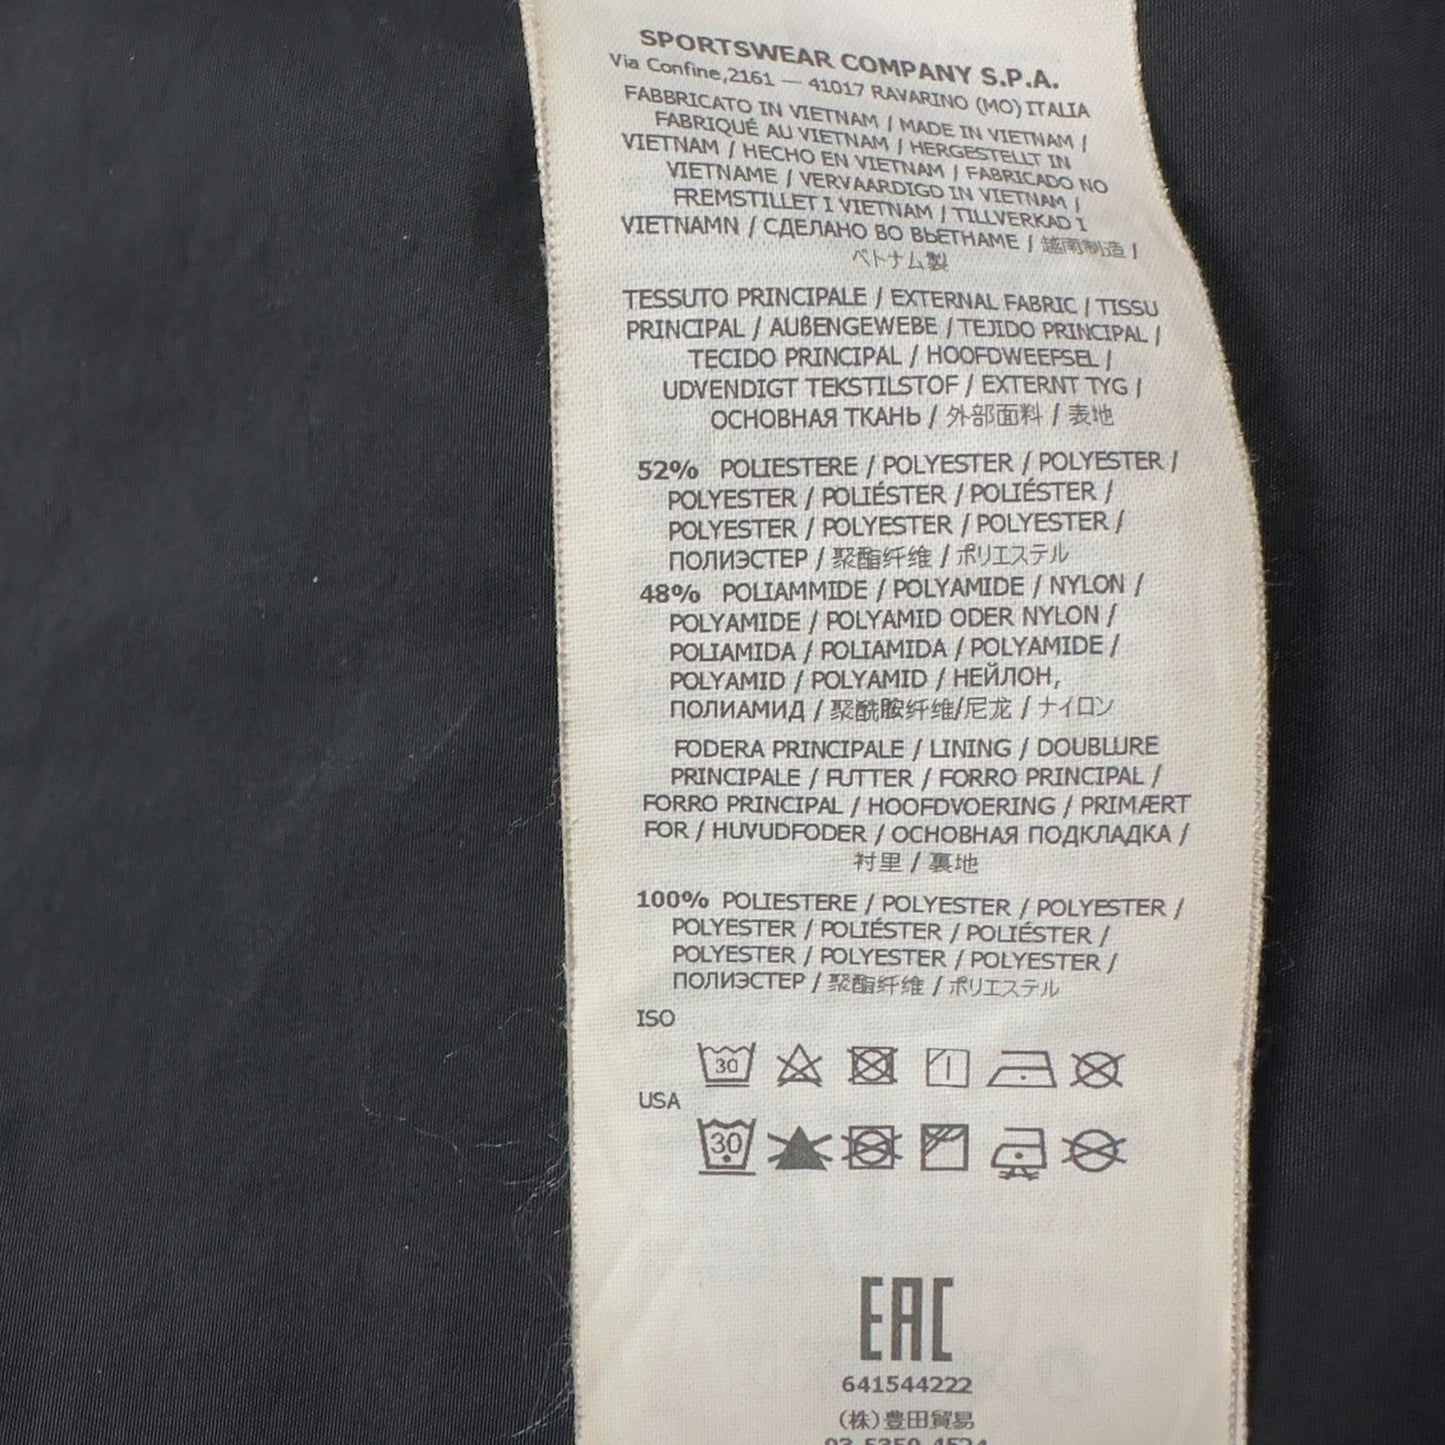 SPORTSWEAR COMPANY S.P.A.
Via Confine,2161 — 41017 RAVARINO (MO) ITALIA
FABBRICATO IN VIETNAM / MADE IN VIETNAM /
FABRIQUÉ AU VIETNAM / HERGESTELLT IN
VIETNAM / HECHO EN VIETNAM / FABRICADO NO
VIETNAME / VERVAARDIGD IN VIETNAM /
FREMSTILLET I VIETNAM / TILLVERKAD I
VIETNAMN / СДЕЛАНО ВО ВЬЕТНАМЕ / 越南制造 /
ベトナム製
TESSUTO PRINCIPALE / EXTERNAL FABRIC / TISSU
PRINCIPAL / AUßENGEWEBE / TEJIDO PRINCIPAL /
TECIDO PRINCIPAL / HOOFDWEEFSEL /
UDVENDIGT TEKSTILSTOF / EXTERNT TYG /
ОСНОВНАЯ ТКАНЬ / 外部面料 / 表地
52% POLIESTERE / POLYESTER / POLYESTER /
POLYESTER / POLIÉSTER / POLIÉSTER /
POLYESTER / POLYESTER / POLYESTER /
ПОЛИЭСТЕР / 聚酯纤维 / ポリエステル
48% POLIAMMIDE / POLYAMIDE / NYLON /
POLYAMIDE / POLYAMID ODER NYLON /
POLIAMIDA / POLIAMIDA / POLYAMIDE /
POLYAMID / POLYAMID / НЕЙЛОН,
ПОЛИАМИД / 聚酰胺纤维/尼龙 / ナイロン
FODERA PRINCIPALE / LINING / DOUBLURE
PRINCIPALE / FUTTER / FORRO PRINCIPAL /
FORRO PRINCIPAL / HOOFDVOERING / PRIMÆRT
FOR / HUVUDFODER / ОСНОВНАЯ ПОДКЛАДКА /
衬里 / 裏地
100% POLIESTERE / POLYESTER / POLYESTER /
POLYESTER / POLIÉSTER / POLIÉSTER /
POLYESTER / POLYESTER / POLYESTER /
ПОЛИЭСТЕР / 聚酯纤维 / ポリエステル
ISO
30
USA
30
EAC
641544222
(株)豊田貿易
03-5350-4524